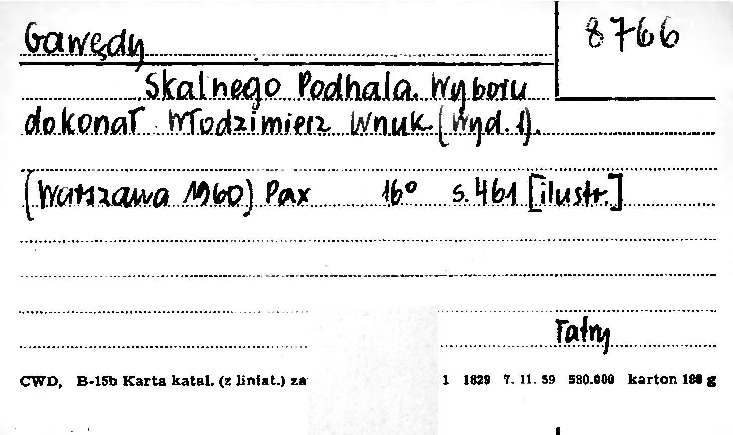 Gawędy
8766
Skalnego Podhala. Wyboru
dokonał Włodzimierz Wnuk. (Wyd. 1).
(Warszawa 1960) Pax 16° s. 461 [ilustr.]
Tatry
CWD, B-15b Karta katal. (z liniat.) za 1 1829 7. 11. 59 580.000 karton 180 g